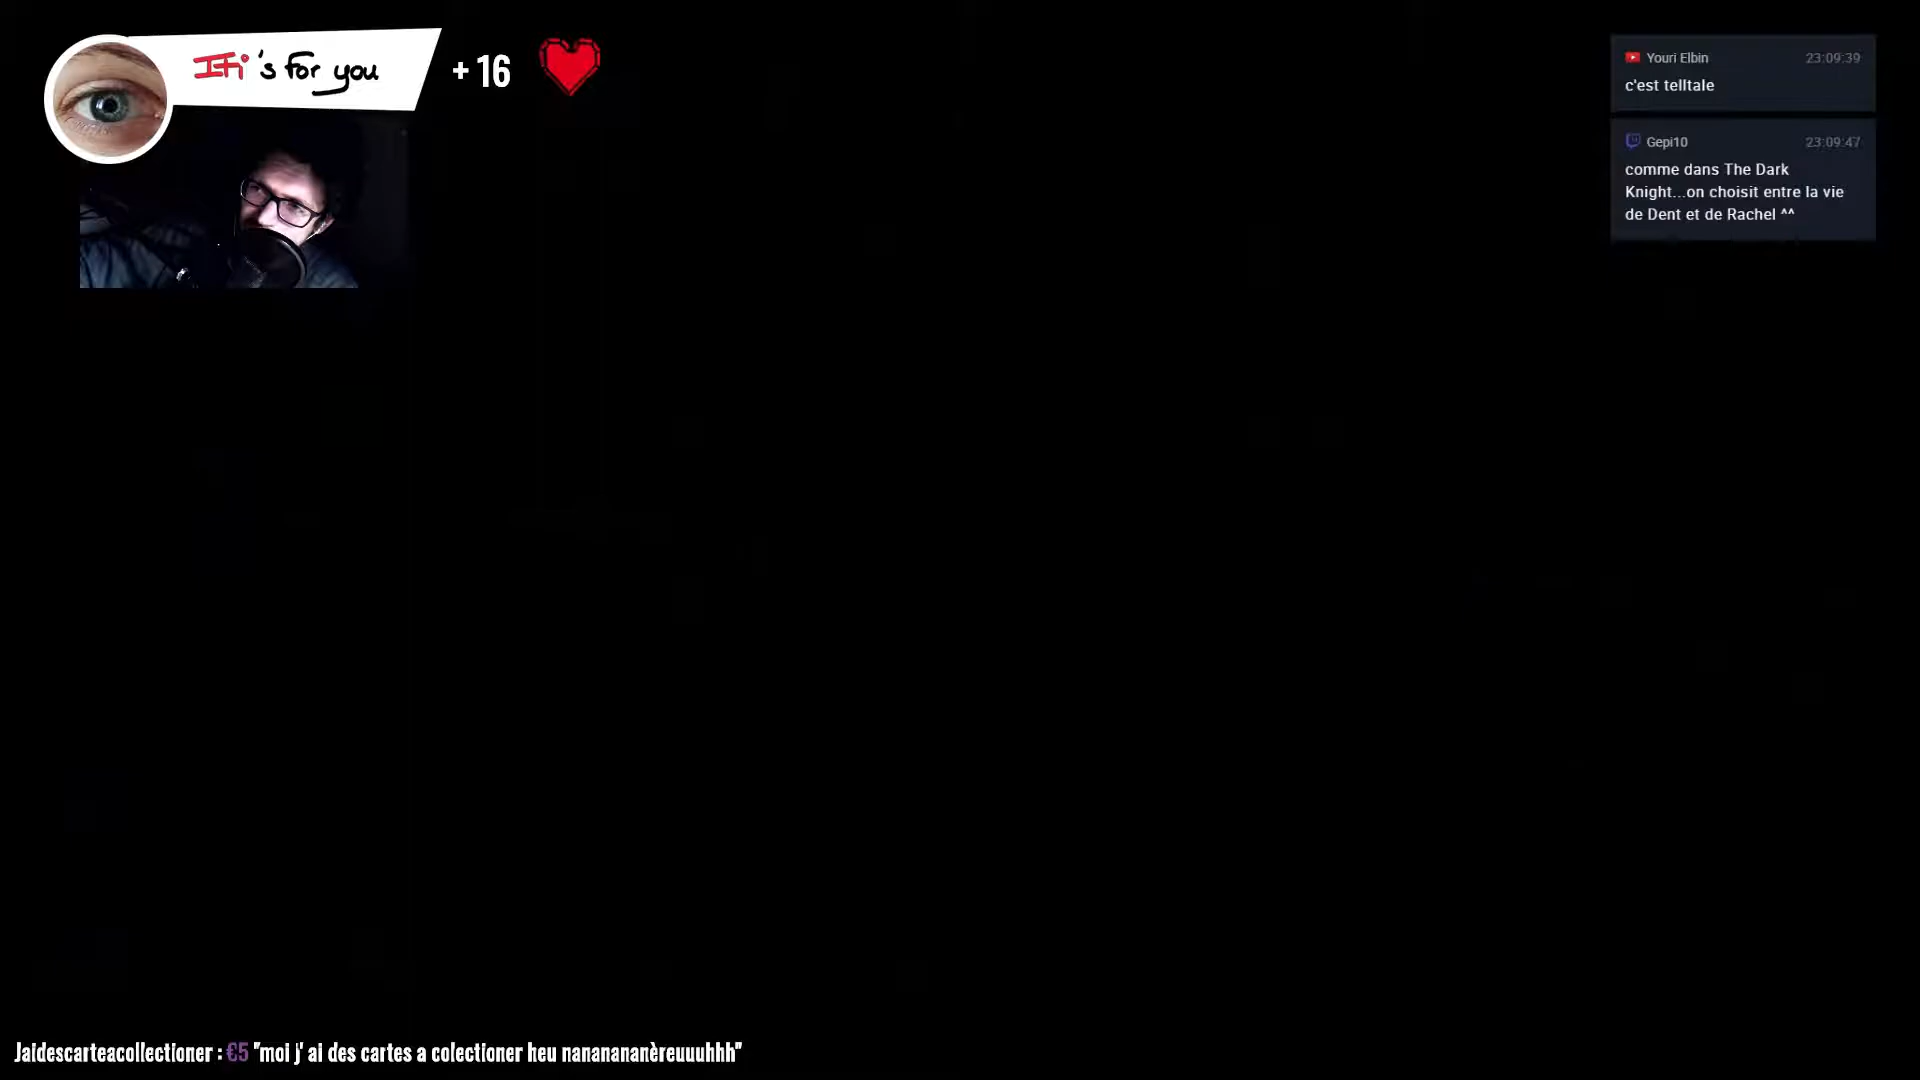 Ifi's for you
+ 16
Youri Elbin 23:09:39
c'est telltale
Gepi10 23:09:47
comme dans The Dark
Knight...on choisit entre la vie
de Dent et de Rachel ^^
Jaidescarteacollectioner : €5 "moi j' ai des cartes a colectioner heu nanananànèreuuuhhh"